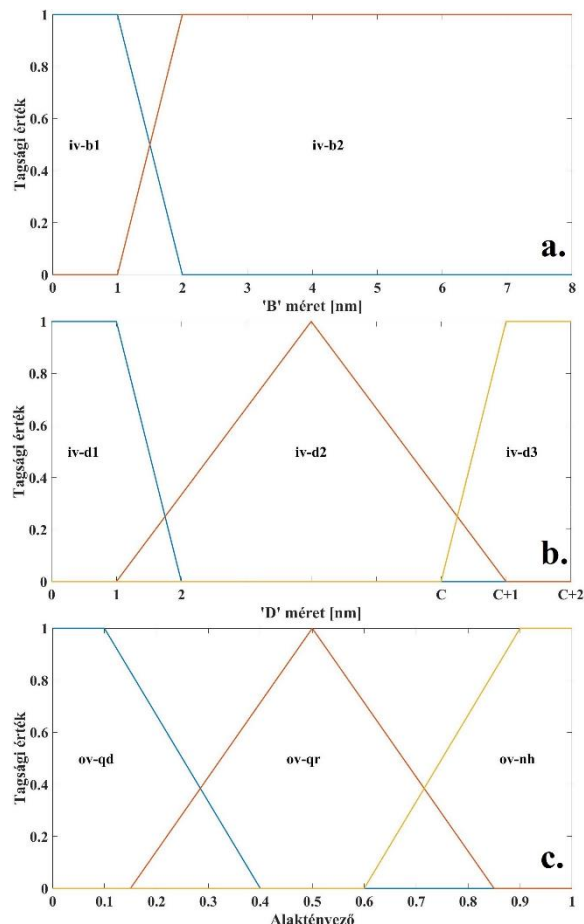 1
0.8
0.6
0.4
0.2
0
Tagsági érték
iv-b1
iv-b2
a.
0 1 2 3 4 5 6 7 8
'B' méret [nm]
1
0.8
0.6
0.4
0.2
0
Tagsági érték
iv-d1
iv-d2
iv-d3
b.
0 1 2 C C+1 C+2
'D' méret [nm]
1
0.8
0.6
0.4
0.2
0
Tagsági érték
ov-qd
ov-qr
ov-nh
c.
0 0.1 0.2 0.3 0.4 0.5 0.6 0.7 0.8 0.9 1
Alaktényező